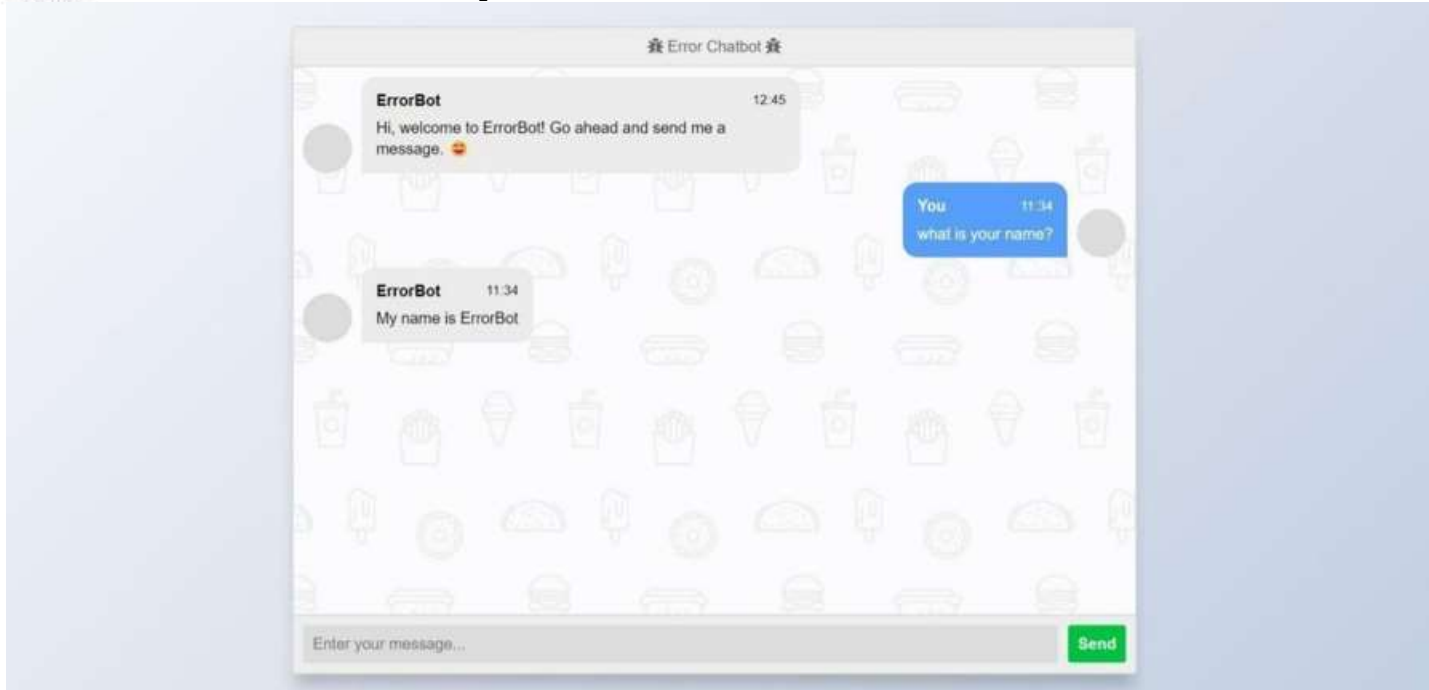 Error Chatbot
ErrorBot 12:45
Hi, welcome to ErrorBot! Go ahead and send me a
message. 🤩
You 11:34
what is your name?
ErrorBot 11:34
My name is ErrorBot
Enter your message...
Send